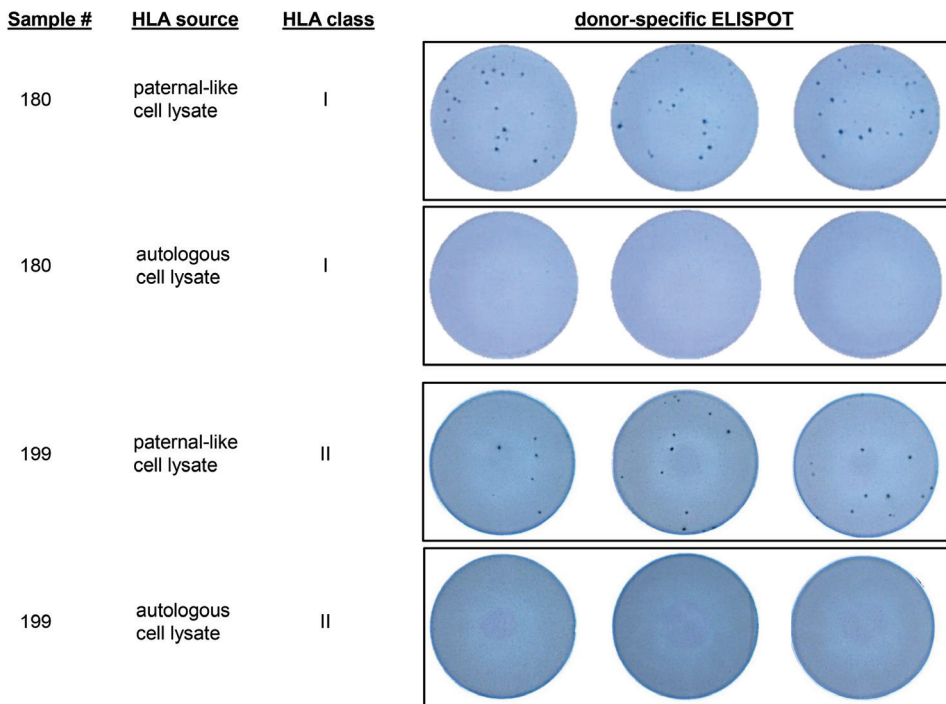 Sample # HLA source HLA class donor-specific ELISPOT
180 paternal-like cell lysate I
180 autologous cell lysate I
199 paternal-like cell lysate II
199 autologous cell lysate II